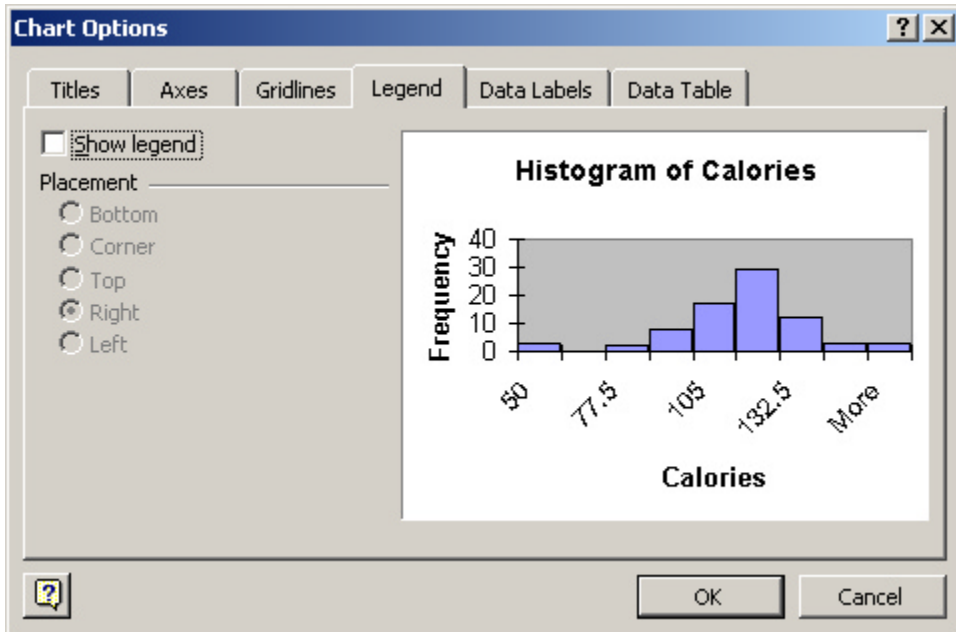 Chart Options
Titles Axes Gridlines Legend Data Labels Data Table
Show legend
Placement
Bottom
Corner
Top
Right
Left
Histogram of Calories
Frequency
40
30
20
10
0
50 77.5 105 132.5 More
Calories
OK Cancel